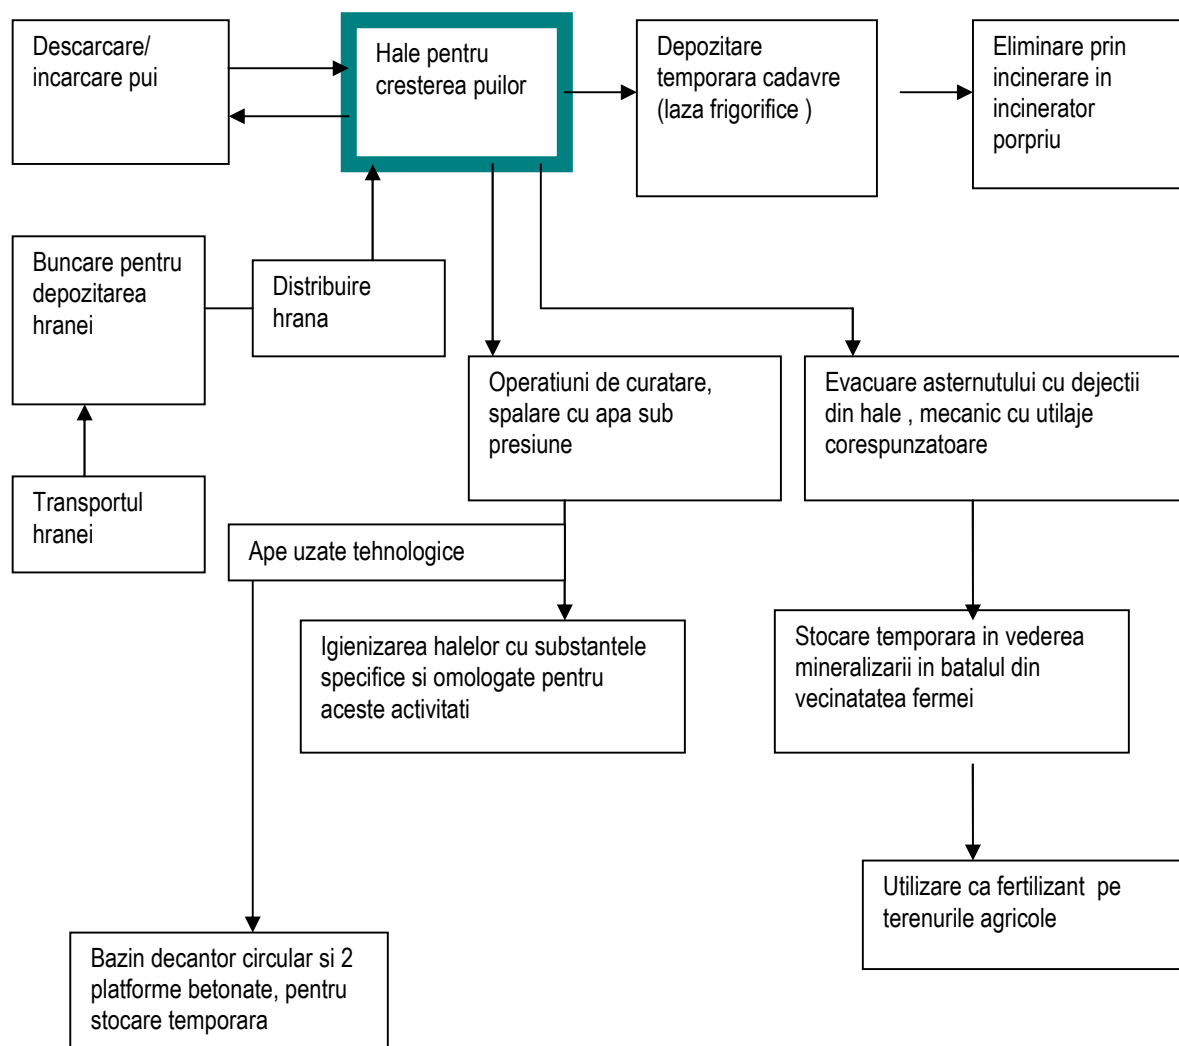 Descarcare/
incarcare pui
Hale pentru
cresterea puilor
Depozitare
temporara cadavre
(laza frigorifice )
Eliminare prin
incinerare in
incinerator
porpriu
Buncare pentru
depozitarea
hranei
Distribuire
hrana
Operatiuni de curatare,
spalare cu apa sub
presiune
Evacuare asternutului cu dejectii
din hale , mecanic cu utilaje
corespunzatoare
Transportul
hranei
Ape uzate tehnologice
Igienizarea halelor cu substantele
specifice si omologate pentru
aceste activitati
Stocare temporara in vederea
mineralizarii in batalul din
vecinatatea fermei
Utilizare ca fertilizant pe
terenurile agricole
Bazin decantor circular si 2
platforme betonate, pentru
stocare temporara